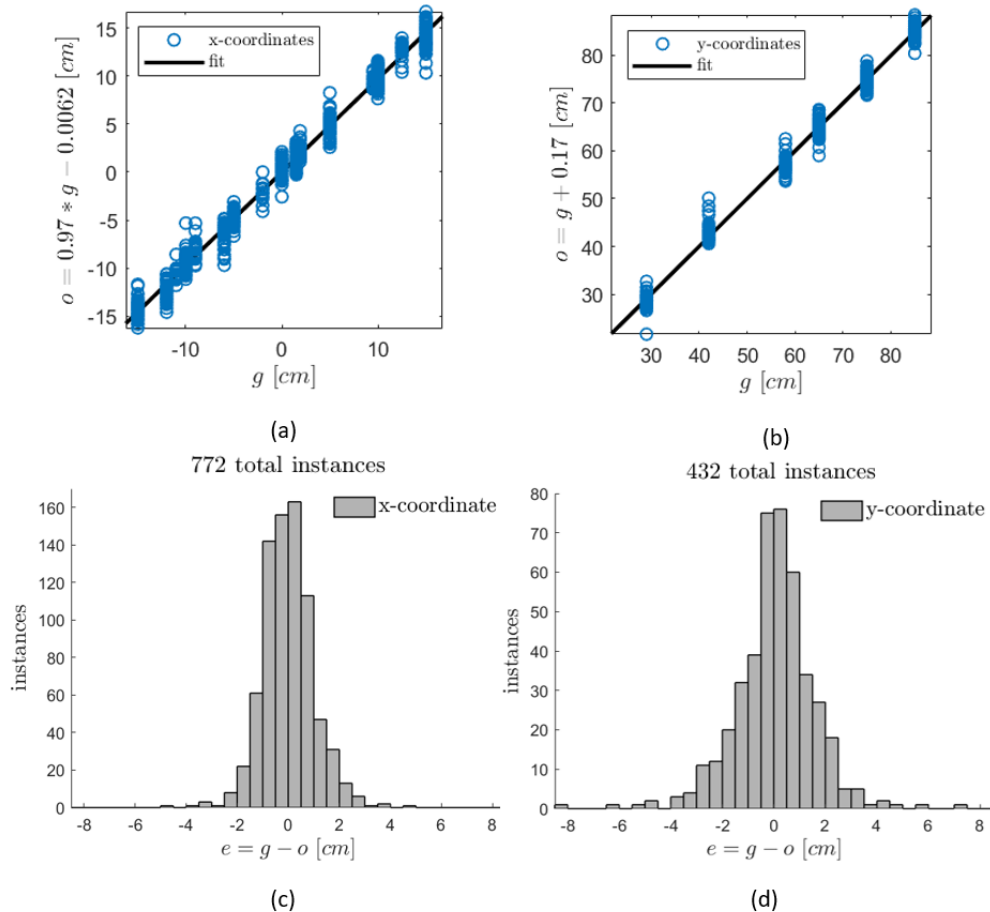 x-coordinates
fit
15
10
5
0
-5
-10
-15
-10
0
10
o = 0.97 * g − 0.0062 [cm]
g [cm]
(a)
y-coordinates
fit
80
70
60
50
40
30
30
40
50
60
70
80
o = g + 0.17 [cm]
g [cm]
(b)
772 total instances
x-coordinate
160
140
120
100
80
60
40
20
0
-8 -6 -4 -2 0 2 4 6 8
instances
e = g − o [cm]
(c)
432 total instances
y-coordinate
80
70
60
50
40
30
20
10
0
-8 -6 -4 -2 0 2 4 6 8
instances
e = g − o [cm]
(d)